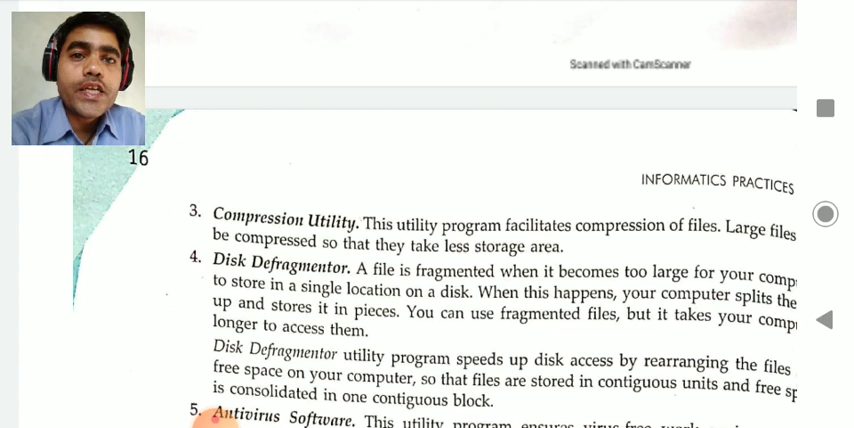 Scanned with CamScanner
16
INFORMATICS PRACTICES
3. Compression Utility. This utility program facilitates compression of files. Large files
be compressed so that they take less storage area.
4. Disk Defragmentor. A file is fragmented when it becomes too large for your comp
to store in a single location on a disk. When this happens, your computer splits the
up and stores it in pieces. You can use fragmented files, but it takes your comp
longer to access them.
Disk Defragmentor utility program speeds up disk access by rearranging the files
free space on your computer, so that files are stored in contiguous units and free sp
is consolidated in one contiguous block.
5. Antivirus Software. This utility program ensures virus free work